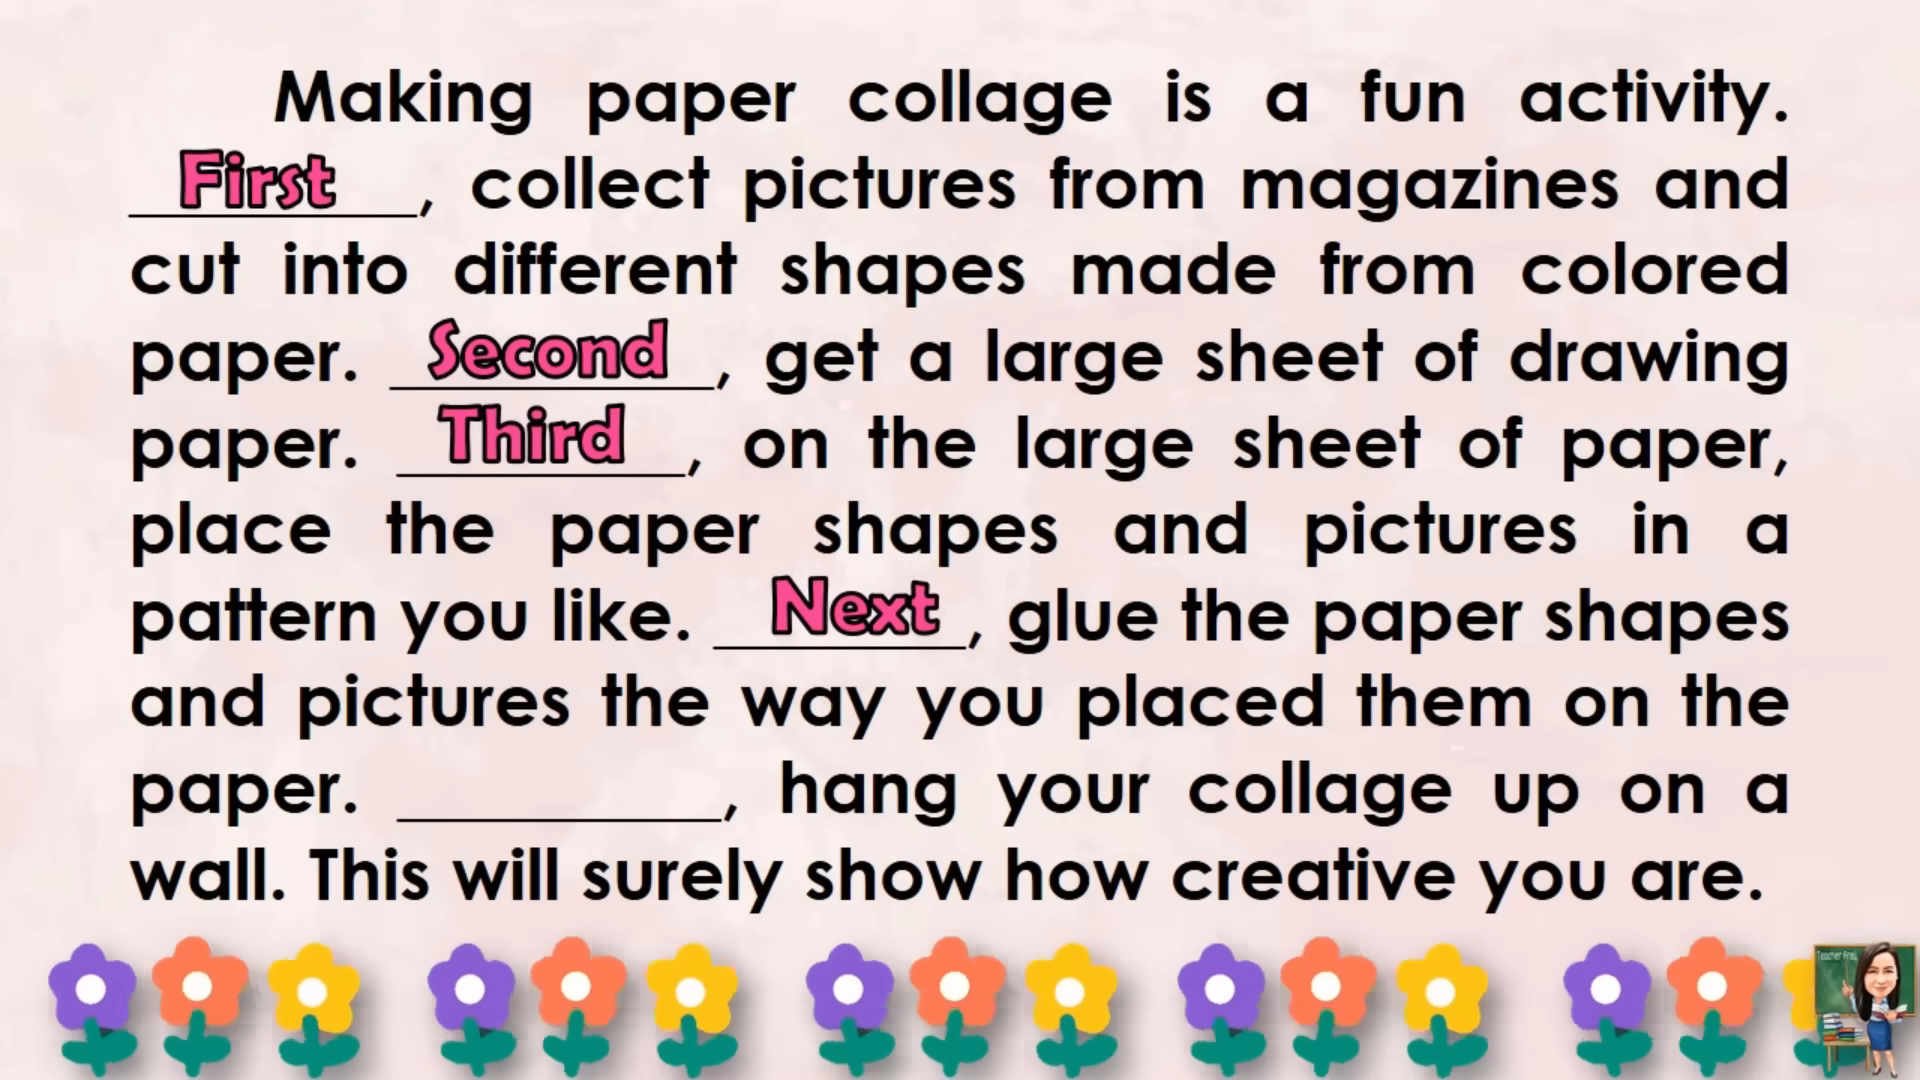 Making paper collage is a fun activity.
First, collect pictures from magazines and
cut into different shapes made from colored
paper. Second, get a large sheet of drawing
paper. Third, on the large sheet of paper,
place the paper shapes and pictures in a
pattern you like. Next, glue the paper shapes
and pictures the way you placed them on the
paper. __________, hang your collage up on a
wall. This will surely show how creative you are.